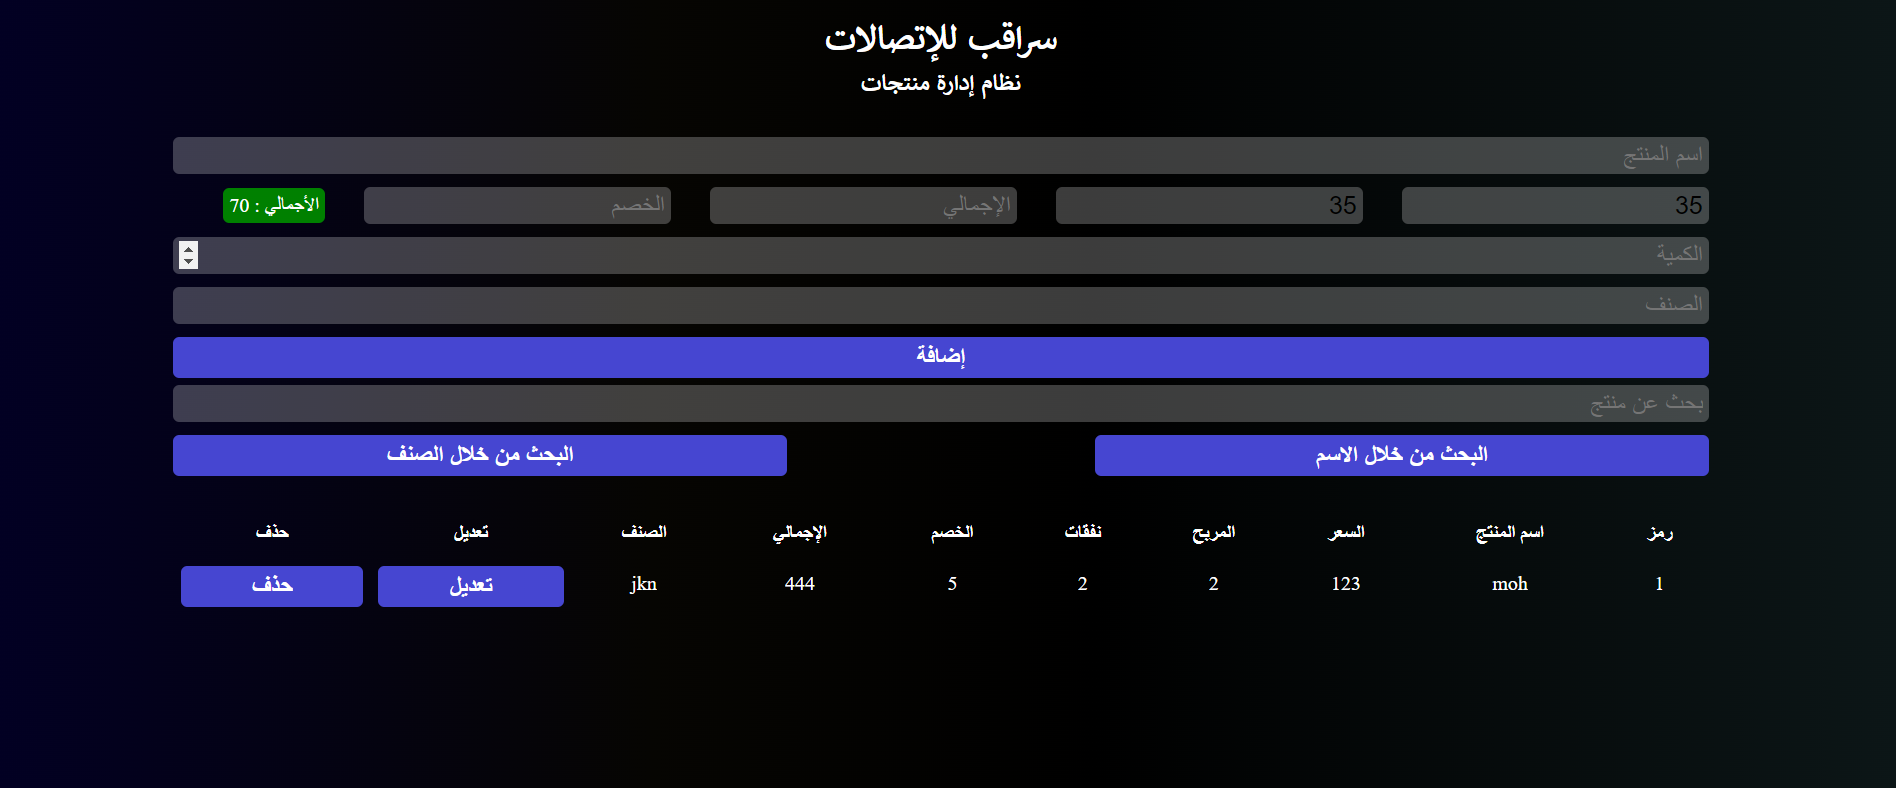 سراقب للإتصالات
نظام إدارة منتجات
اسم المنتج
35 35 الإجمالي الخصم الأجمالي : 70
الكمية
الصنف
إضافة
بحث عن منتج
البحث من خلال الاسم البحث من خلال الصنف
رمز اسم المنتج السعر المربح نفقات الخصم الإجمالي الصنف تعديل حذف
1 moh 123 2 2 5 444 jkn تعديل حذف